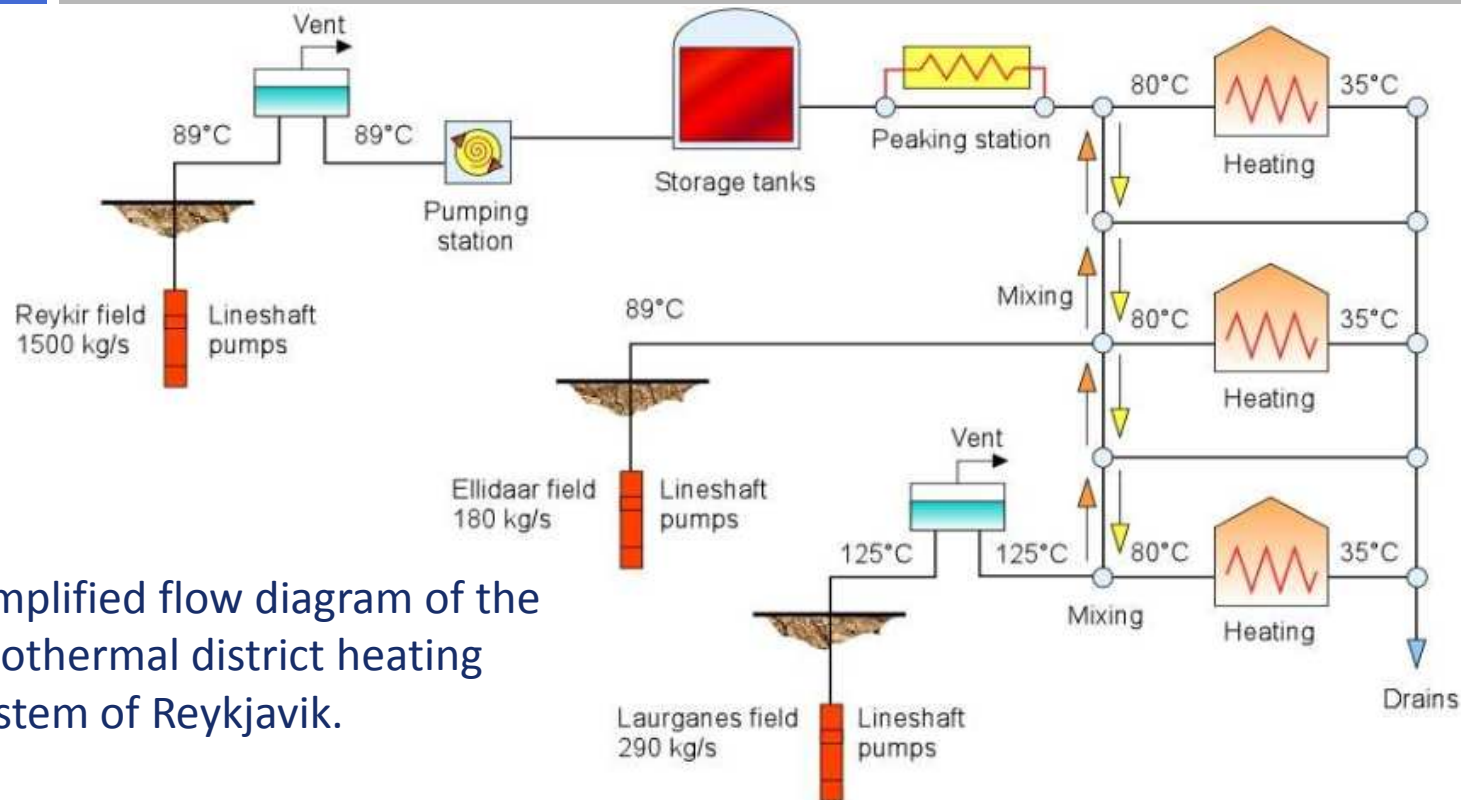 Vent
89°C
89°C
Pumping
station
Storage tanks
Peaking station
80°C
35°C
Heating
Reykir field
1500 kg/s
Lineshaft
pumps
Mixing
89°C
80°C
35°C
Heating
Ellidaar field
180 kg/s
Lineshaft
pumps
Vent
125°C
125°C
80°C
35°C
Mixing
Heating
Drains
Laurganes field
290 kg/s
Lineshaft
pumps
mplified flow diagram of the
othermal district heating
stem of Reykjavik.